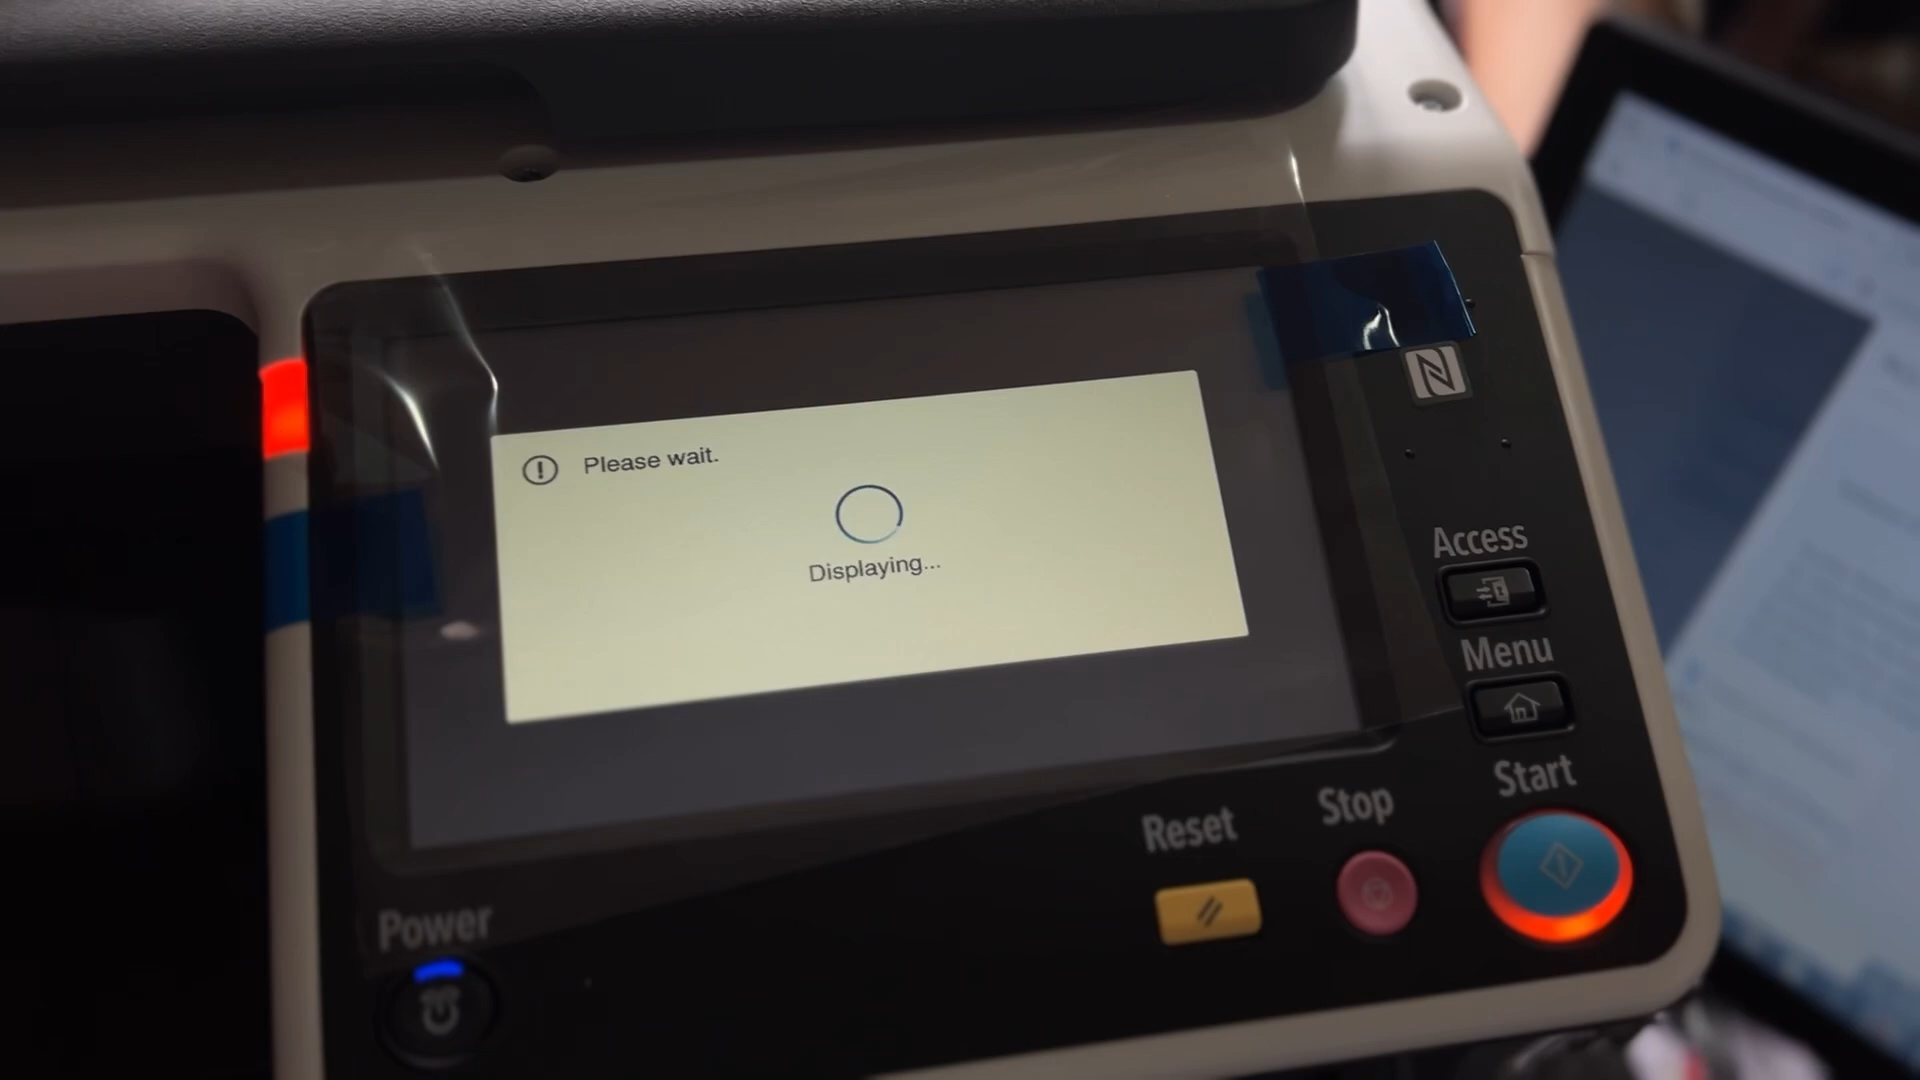 Please wait.
Displaying...
Access
Menu
Start
Stop
Reset
Power